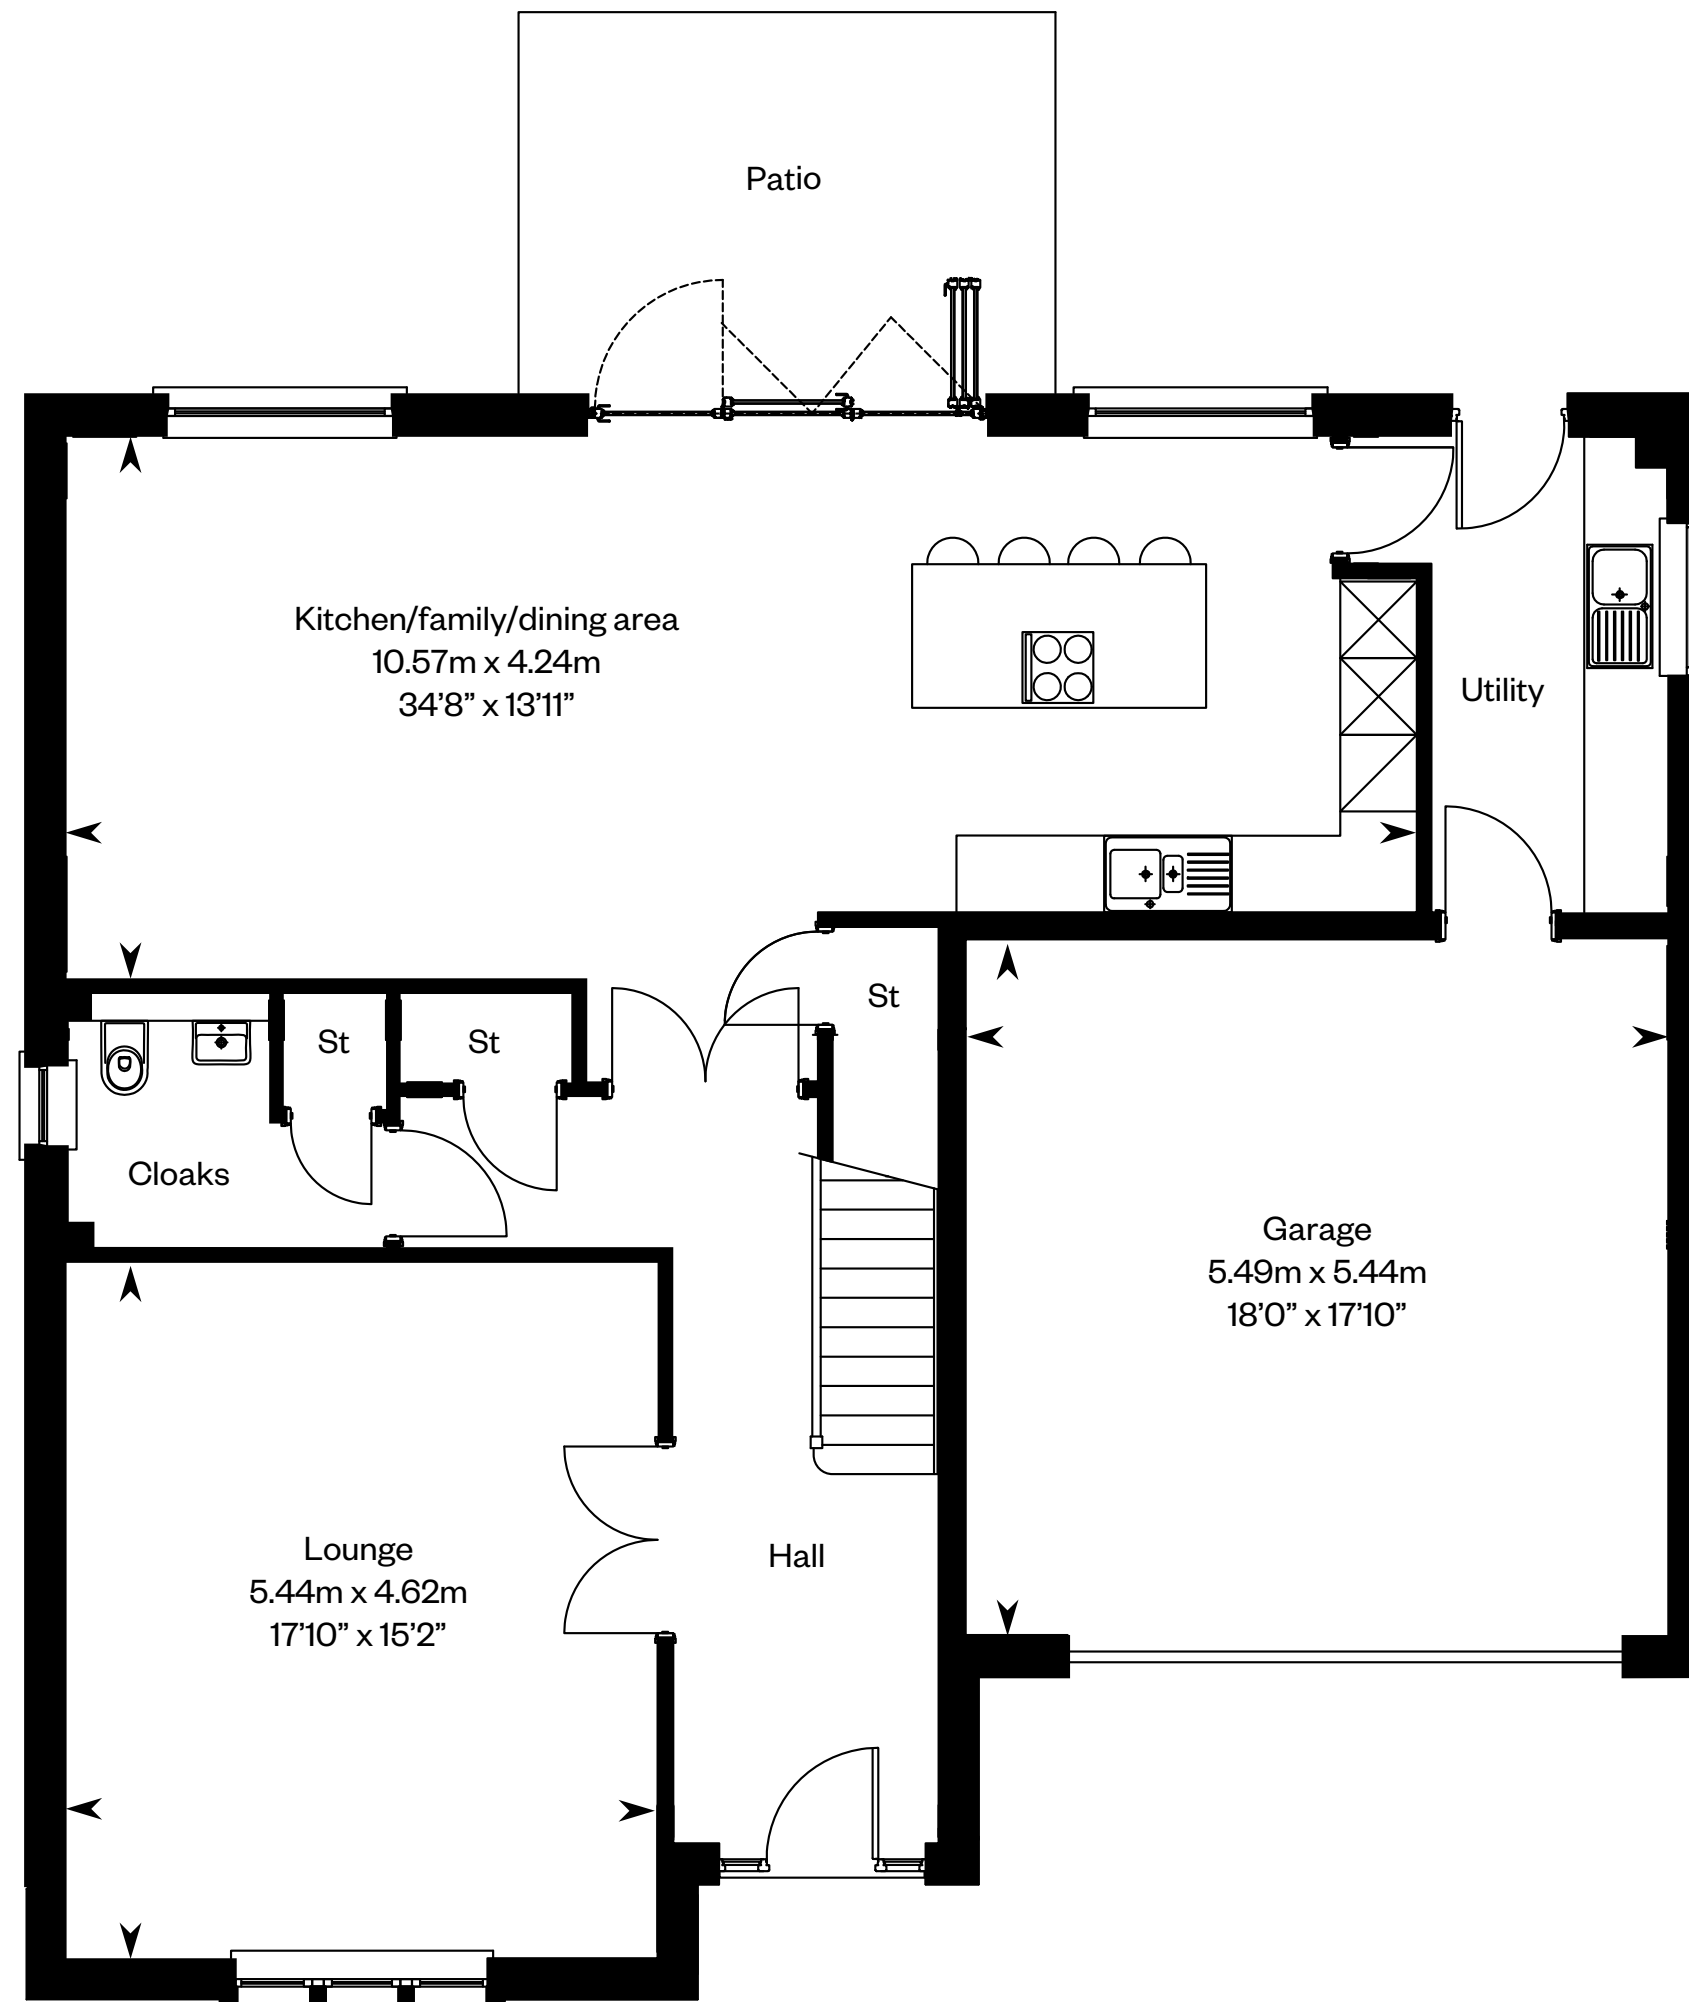 Patio
Kitchen/family/dining area
10.57m x 4.24m
34’8” x 13’11”
Utility
St
St
St
Cloaks
Garage
5.49m x 5.44m
18’0” x 17’10”
Lounge
5.44m x 4.62m
17’10” x 15’2”
Hall